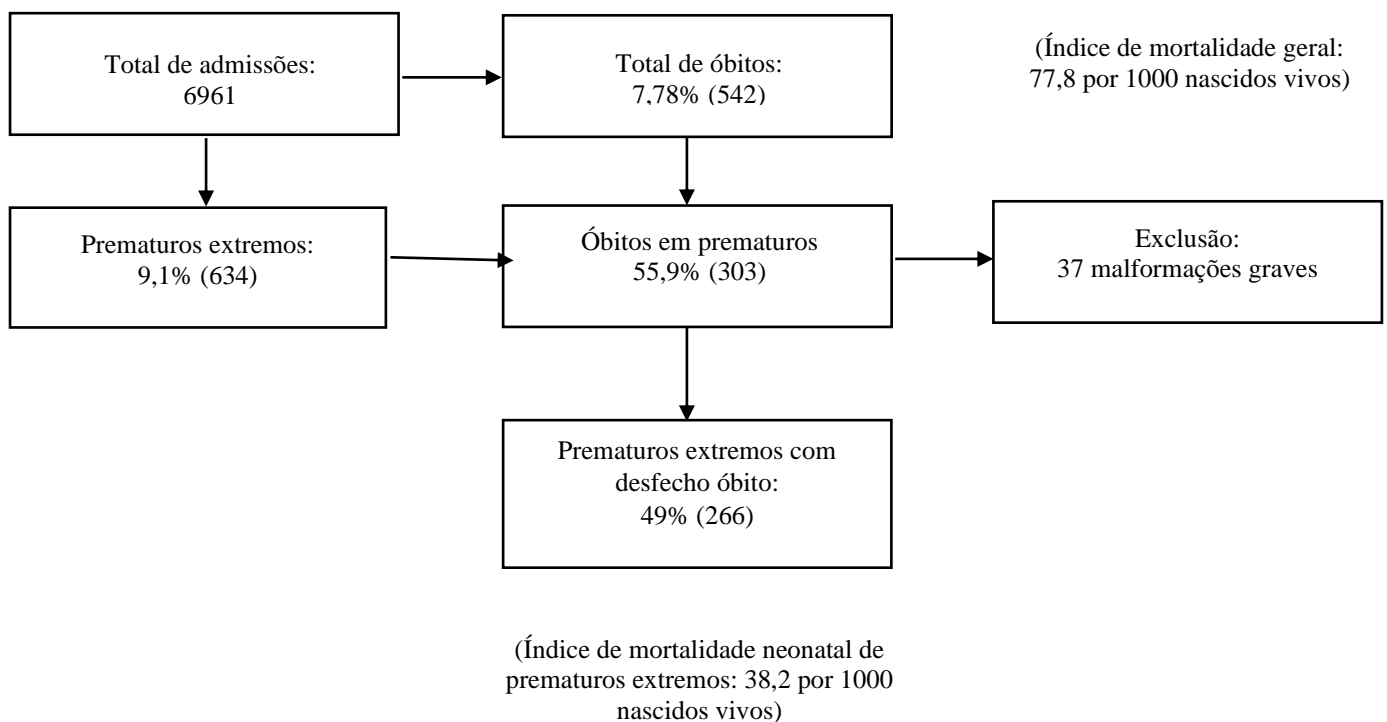 Total de admissões:
6961
Total de óbitos:
7,78% (542)
(Índice de mortalidade geral:
77,8 por 1000 nascidos vivos)
Prematuros extremos:
9,1% (634)
Óbitos em prematuros
55,9% (303)
Exclusão:
37 malformações graves
Prematuros extremos com
desfecho óbito:
49% (266)
(Índice de mortalidade neonatal de
prematuros extremos: 38,2 por 1000
nascidos vivos)